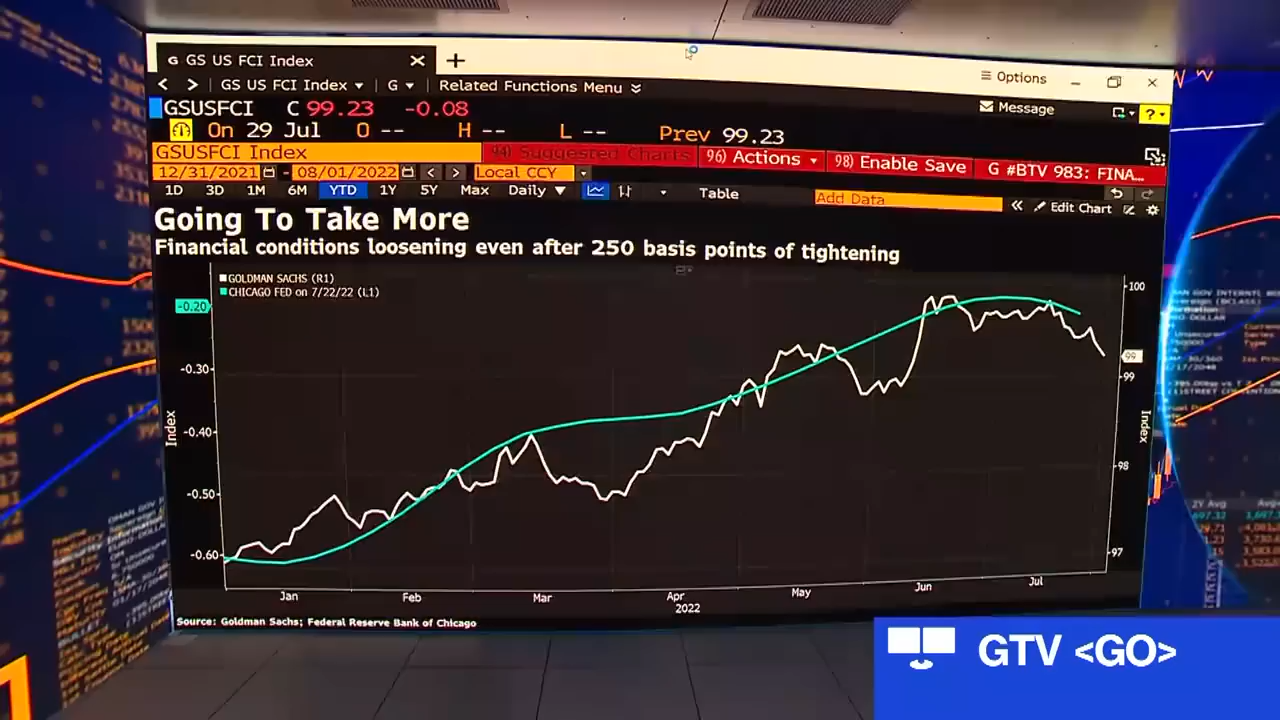 G GS US FCI Index
GS US FCI Index G Related Functions Menu
Options
GSUSFCI C 99.23 -0.08
Message
On 29 Jul O -- H -- L -- Prev 99.23
GSUSFCI Index 94) Suggested Charts 96) Actions 98) Enable Save G #BTV 983: FINA...
12/31/2021 - 08/01/2022 Local CCY
1D 3D 1M 6M YTD 1Y 5Y Max Daily Table Add Data Edit Chart
Going To Take More
Financial conditions loosening even after 250 basis points of tightening
GOLDMAN SACHS (R1)
CHICAGO FED on 7/22/22 (L1)
-0.20
-0.30
-0.40
-0.50
-0.60
Index
100
99
99
98
97
Index
Jan Feb Mar Apr May Jun Jul
2022
Source: Goldman Sachs; Federal Reserve Bank of Chicago
GTV <GO>